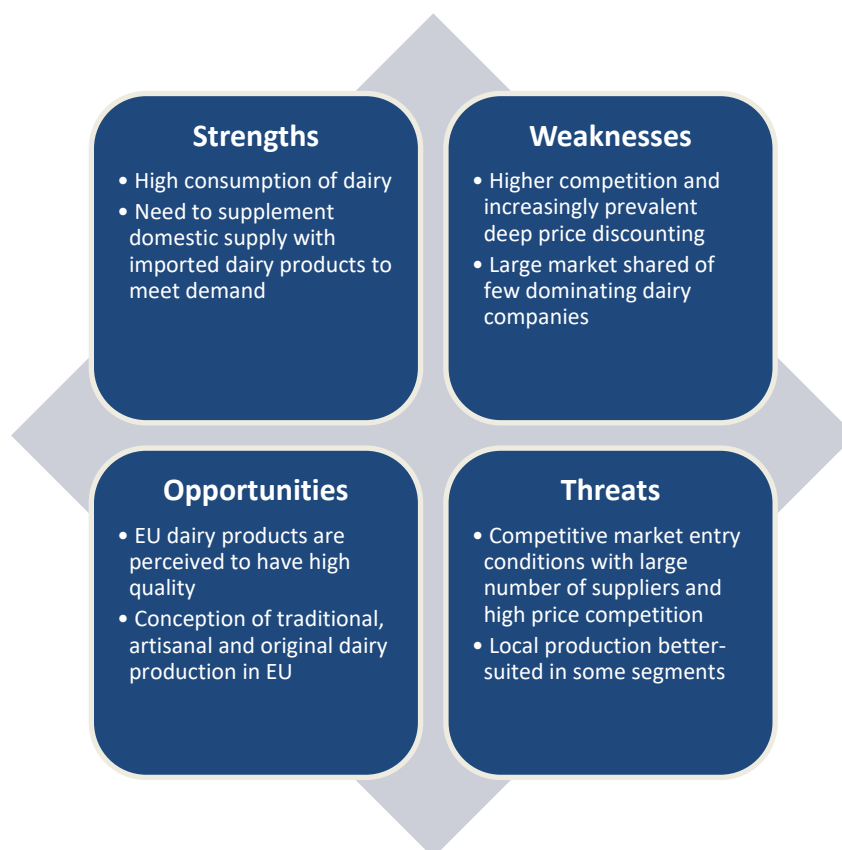 Strengths
• High consumption of dairy
• Need to supplement
domestic supply with
imported dairy products to
meet demand
Weaknesses
• Higher competition and
increasingly prevalent
deep price discounting
• Large market shared of
few dominating dairy
companies
Opportunities
• EU dairy products are
perceived to have high
quality
• Conception of traditional,
artisanal and original dairy
production in EU
Threats
• Competitive market entry
conditions with large
number of suppliers and
high price competition
• Local production better-
suited in some segments